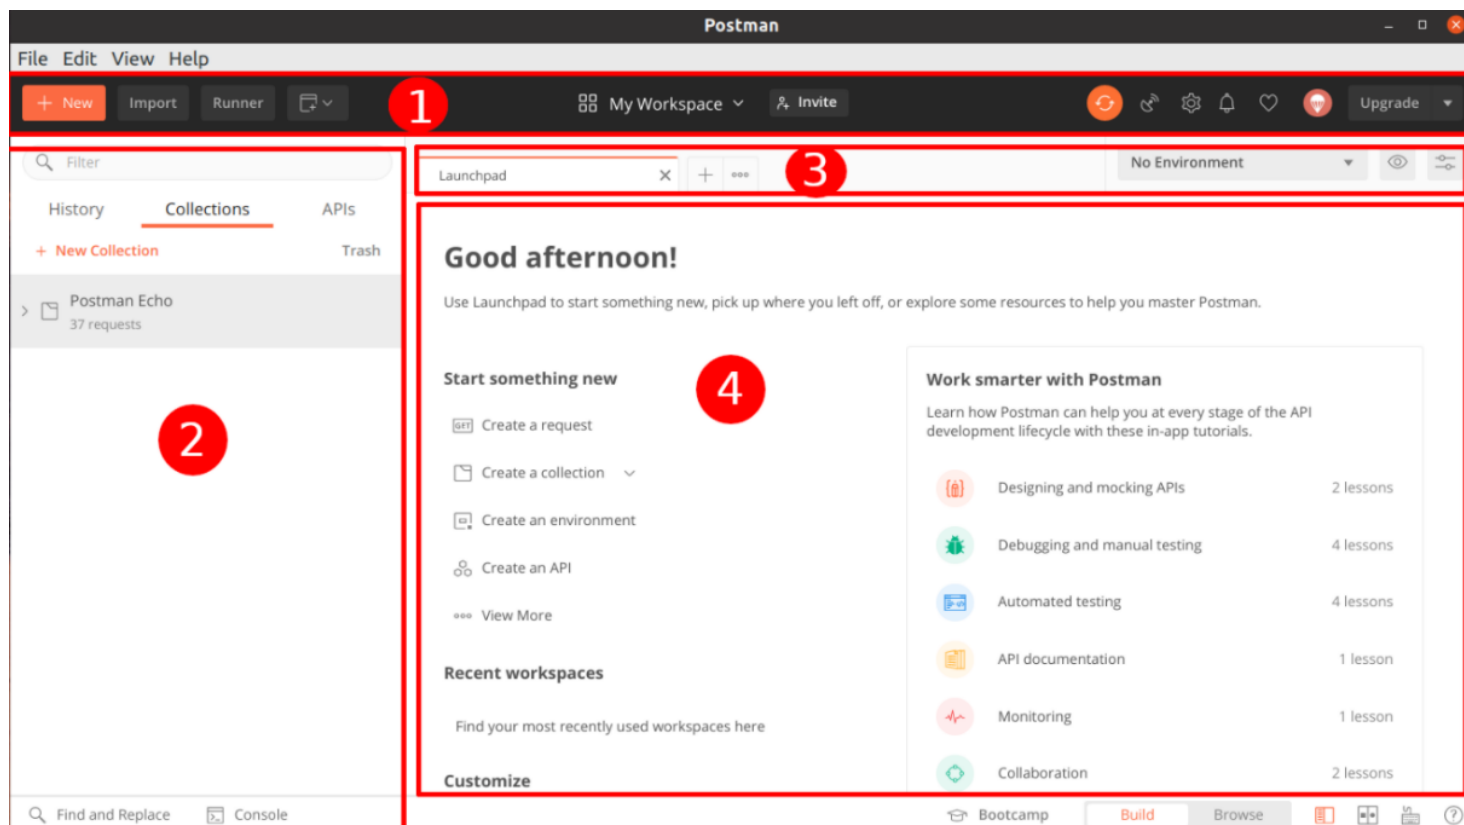 Postman
File Edit View Help
+ New Import Runner My Workspace Invite Upgrade
1
Filter
History Collections APIs
+ New Collection Trash
Postman Echo
37 requests
2
Launchpad
3
No Environment
Good afternoon!
Use Launchpad to start something new, pick up where you left off, or explore some resources to help you master Postman.
Start something new
4
GET Create a request
Create a collection
Create an environment
Create an API
View More
Recent workspaces
Find your most recently used workspaces here
Customize
Work smarter with Postman
Learn how Postman can help you at every stage of the API
development lifecycle with these in-app tutorials.
Designing and mocking APIs 2 lessons
Debugging and manual testing 4 lessons
Automated testing 4 lessons
API documentation 1 lesson
Monitoring 1 lesson
Collaboration 2 lessons
Find and Replace Console Bootcamp Build Browse